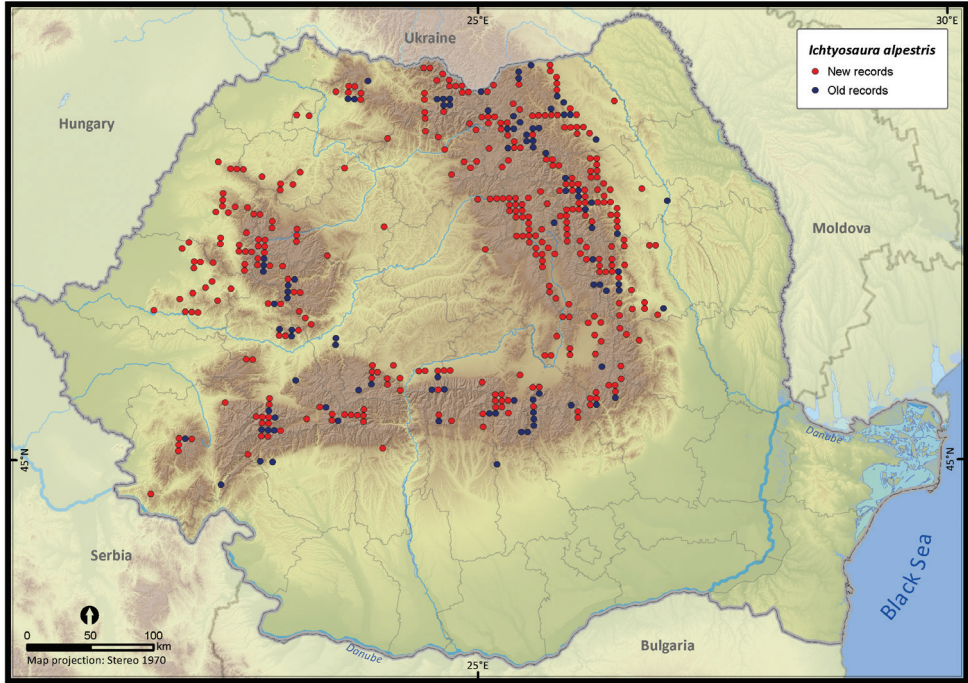 25°E
30°E
Ukraine
Ichtyosaura alpestris
New records
Old records
Hungary
Moldova
Danube
45°N
45°N
Serbia
Black Sea
0 50 100
km
Map projection: Stereo 1970
Danube
25°E
Bulgaria